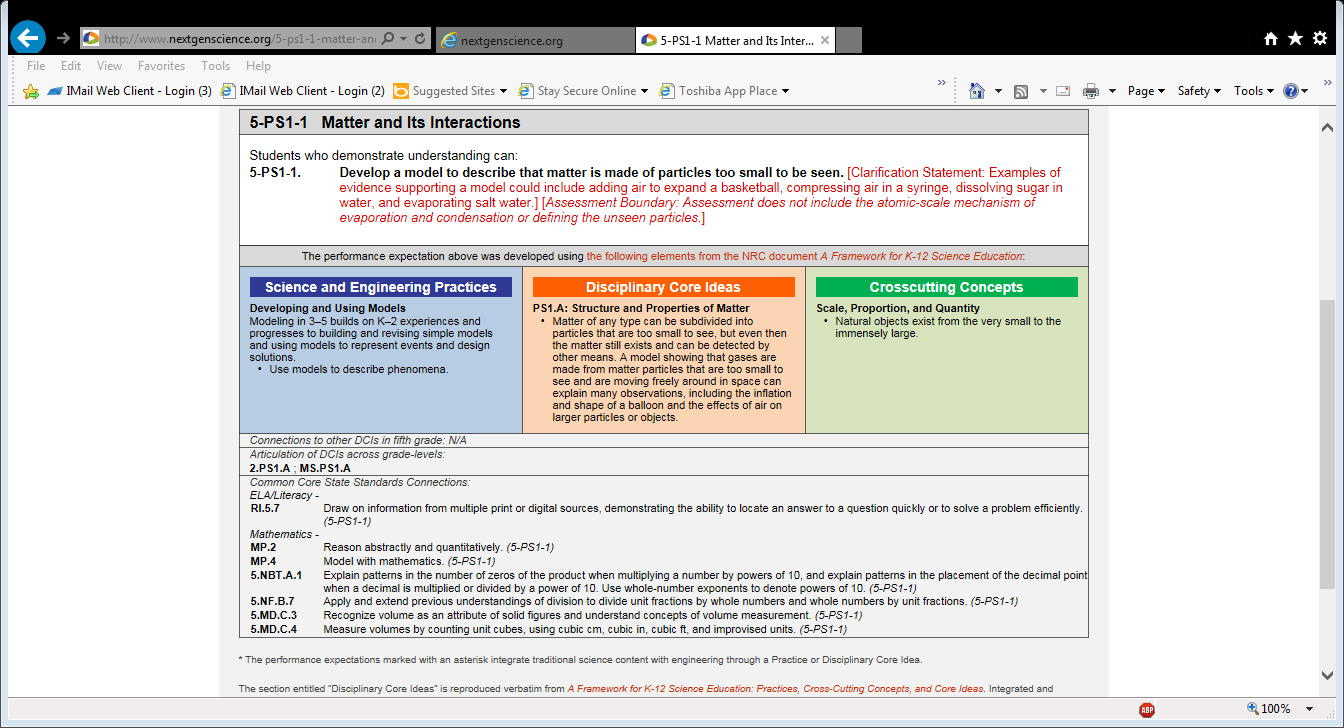 http://www.nextgenscience.org/5-ps1-1-matter-and
nextgenscience.org
5-PS1-1 Matter and Its Inter...
File Edit View Favorites Tools Help
IMail Web Client - Login (3) IMail Web Client - Login (2) Suggested Sites Stay Secure Online Toshiba App Place Page Safety Tools
5-PS1-1 Matter and Its Interactions
Students who demonstrate understanding can:
5-PS1-1. Develop a model to describe that matter is made of particles too small to be seen. [Clarification Statement: Examples of
evidence supporting a model could include adding air to expand a basketball, compressing air in a syringe, dissolving sugar in
water, and evaporating salt water.] [Assessment Boundary: Assessment does not include the atomic-scale mechanism of
evaporation and condensation or defining the unseen particles.]
The performance expectation above was developed using the following elements from the NRC document A Framework for K-12 Science Education:
Science and Engineering Practices
Developing and Using Models
Modeling in 3–5 builds on K–2 experiences and
progresses to building and revising simple models
and using models to represent events and design
solutions.
• Use models to describe phenomena.
Disciplinary Core Ideas
PS1.A: Structure and Properties of Matter
• Matter of any type can be subdivided into
particles that are too small to see, but even then
the matter still exists and can be detected by
other means. A model showing that gases are
made from matter particles that are too small to
see and are moving freely around in space can
explain many observations, including the inflation
and shape of a balloon and the effects of air on
larger particles or objects.
Crosscutting Concepts
Scale, Proportion, and Quantity
• Natural objects exist from the very small to the
immensely large.
Connections to other DCIs in fifth grade: N/A
Articulation of DCIs across grade-levels:
2.PS1.A ; MS.PS1.A
Common Core State Standards Connections:
ELA/Literacy -
RI.5.7 Draw on information from multiple print or digital sources, demonstrating the ability to locate an answer to a question quickly or to solve a problem efficiently.
(5-PS1-1)
Mathematics -
MP.2 Reason abstractly and quantitatively. (5-PS1-1)
MP.4 Model with mathematics. (5-PS1-1)
5.NBT.A.1 Explain patterns in the number of zeros of the product when multiplying a number by powers of 10, and explain patterns in the placement of the decimal point
when a decimal is multiplied or divided by a power of 10. Use whole-number exponents to denote powers of 10. (5-PS1-1)
5.NF.B.7 Apply and extend previous understandings of division to divide unit fractions by whole numbers and whole numbers by unit fractions. (5-PS1-1)
5.MD.C.3 Recognize volume as an attribute of solid figures and understand concepts of volume measurement. (5-PS1-1)
5.MD.C.4 Measure volumes by counting unit cubes, using cubic cm, cubic in, cubic ft, and improvised units. (5-PS1-1)
* The performance expectations marked with an asterisk integrate traditional science content with engineering through a Practice or Disciplinary Core Idea.
The section entitled "Disciplinary Core Ideas" is reproduced verbatim from A Framework for K-12 Science Education: Practices, Cross-Cutting Concepts, and Core Ideas. Integrated and
ABP
100%